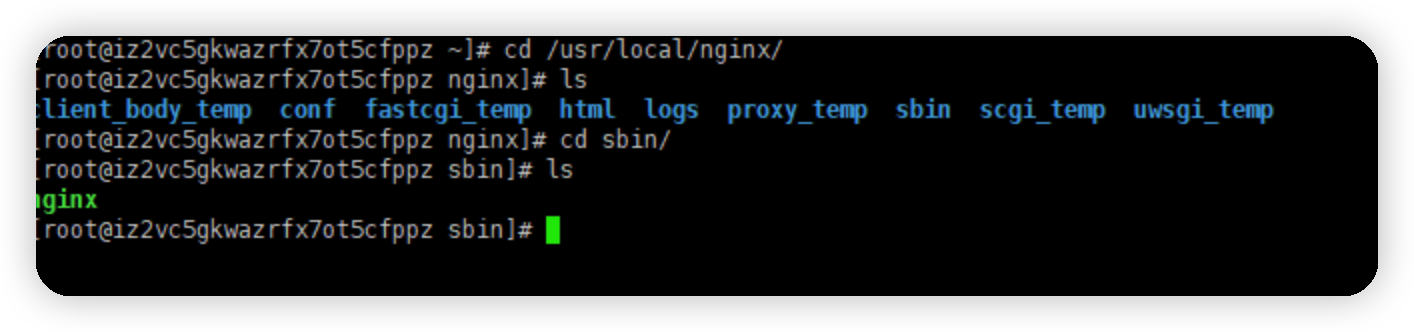 [root@iz2vc5gkwazrfx7ot5cfppz ~]# cd /usr/local/nginx/
[root@iz2vc5gkwazrfx7ot5cfppz nginx]# ls
client_body_temp  conf  fastcgi_temp  html  logs  proxy_temp  sbin  scgi_temp  uwsgi_temp
[root@iz2vc5gkwazrfx7ot5cfppz nginx]# cd sbin/
[root@iz2vc5gkwazrfx7ot5cfppz sbin]# ls
nginx
[root@iz2vc5gkwazrfx7ot5cfppz sbin]#